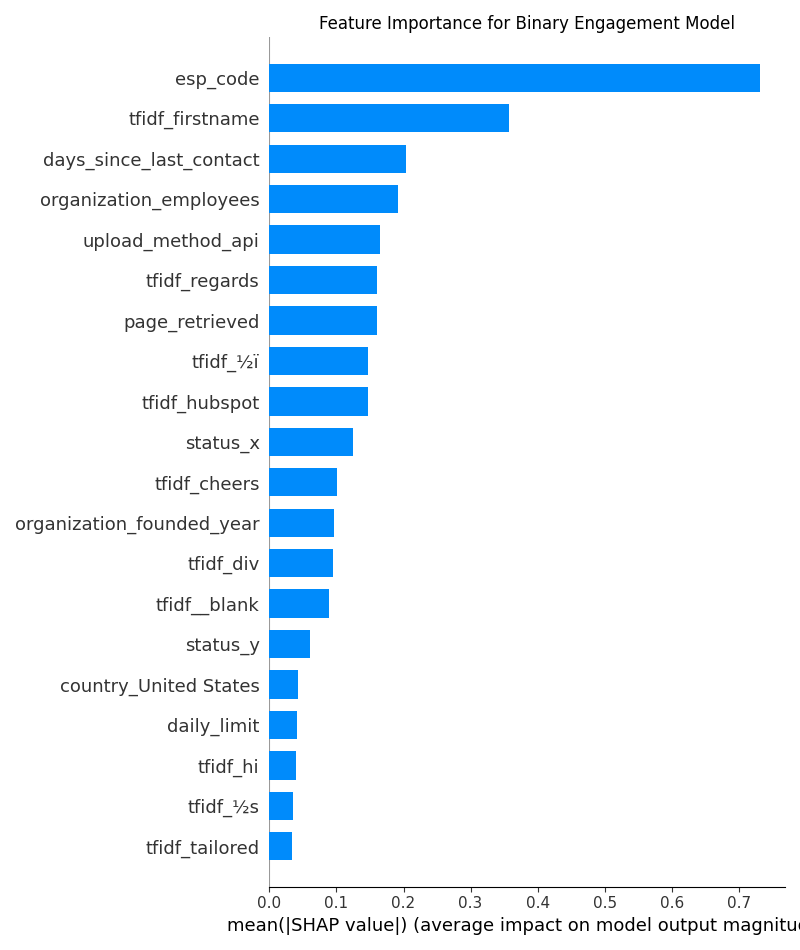 Feature Importance for Binary Engagement Model
esp_code
tfidf_firstname
days_since_last_contact
organization_employees
upload_method_api
tfidf_regards
page_retrieved
tfidf_½ï
tfidf_hubspot
status_x
tfidf_cheers
organization_founded_year
tfidf_div
tfidf__blank
status_y
country_United States
daily_limit
tfidf_hi
tfidf_½s
tfidf_tailored
0.0 0.1 0.2 0.3 0.4 0.5 0.6 0.7
mean(|SHAP value|) (average impact on model output magnitu